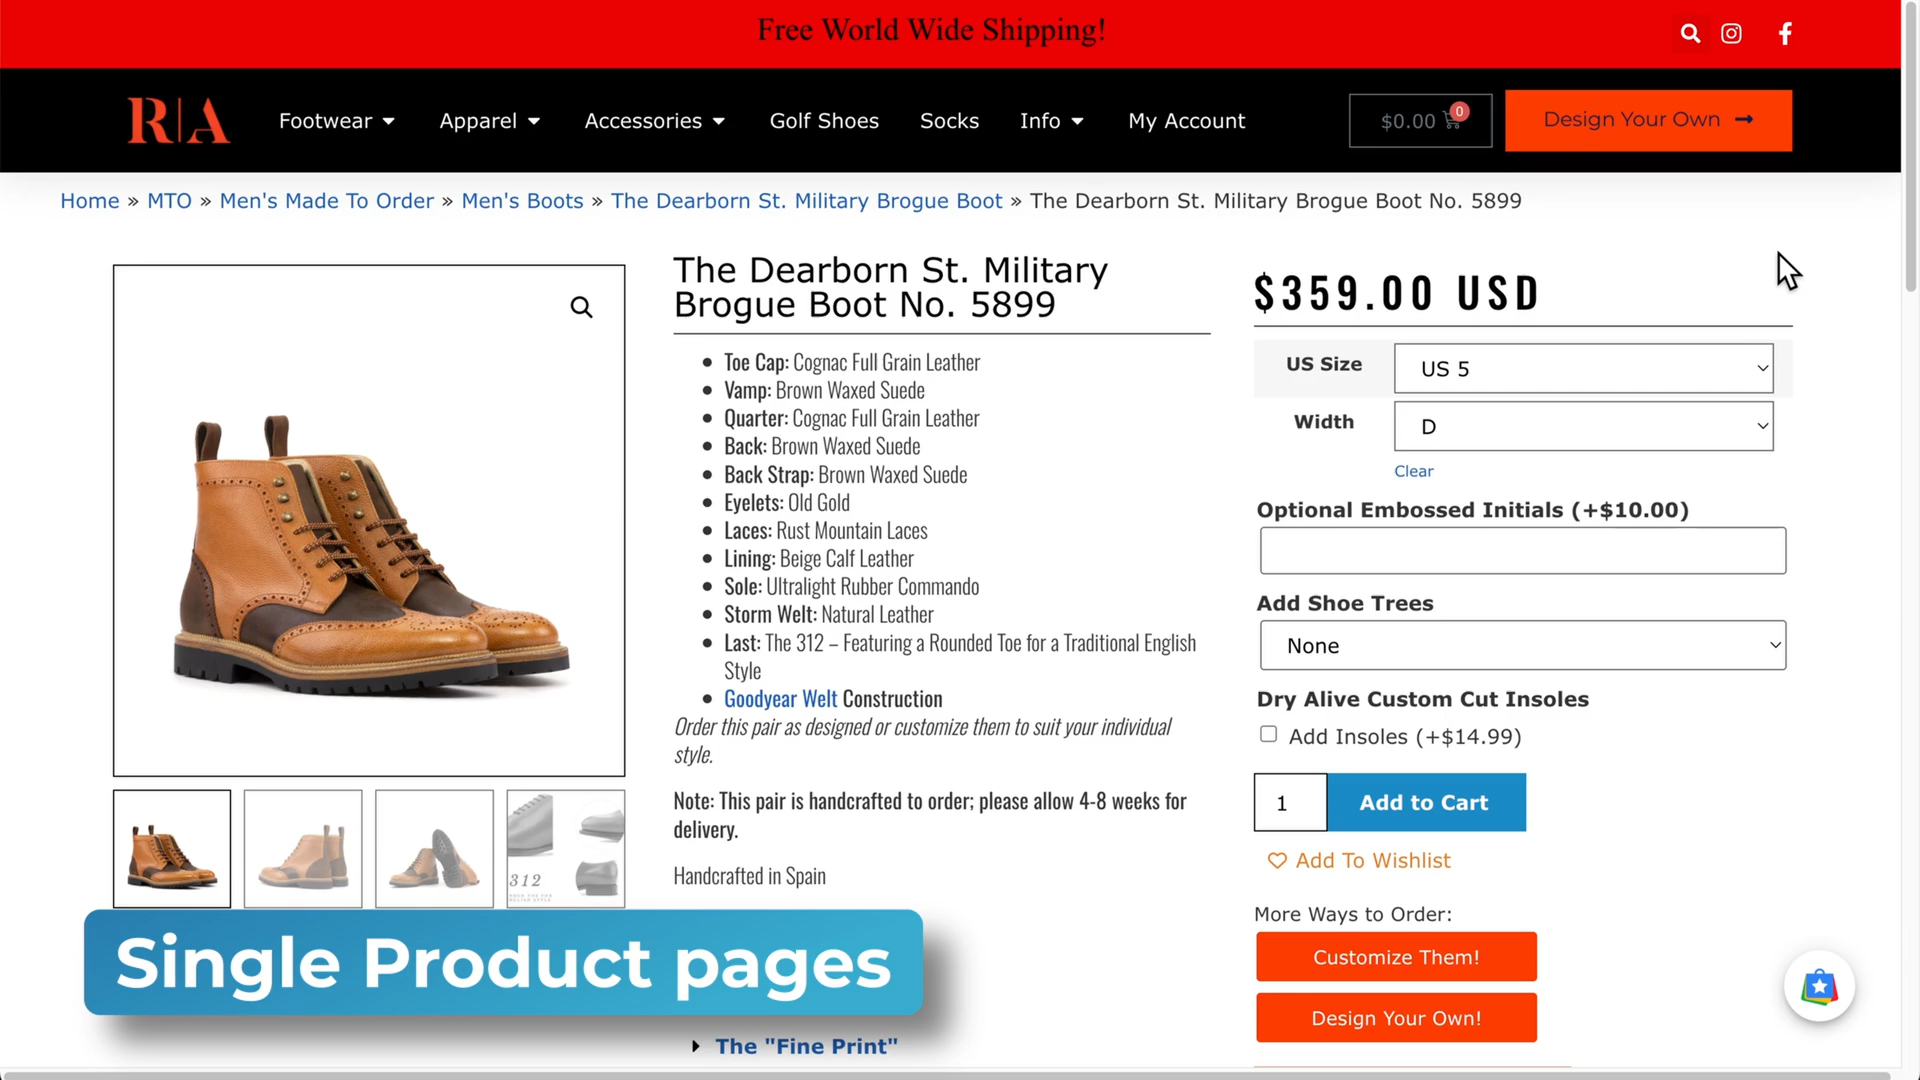 Free World Wide Shipping!
R|A
Footwear
Apparel
Accessories
Golf Shoes
Socks
Info
My Account
$0.00
0
Design Your Own
Home » MTO » Men's Made To Order » Men's Boots » The Dearborn St. Military Brogue Boot » The Dearborn St. Military Brogue Boot No. 5899
The Dearborn St. Military
Brogue Boot No. 5899
Toe Cap: Cognac Full Grain Leather
Vamp: Brown Waxed Suede
Quarter: Cognac Full Grain Leather
Back: Brown Waxed Suede
Back Strap: Brown Waxed Suede
Eyelets: Old Gold
Laces: Rust Mountain Laces
Lining: Beige Calf Leather
Sole: Ultralight Rubber Commando
Storm Welt: Natural Leather
Last: The 312 – Featuring a Rounded Toe for a Traditional English
Style
Goodyear Welt Construction
Order this pair as designed or customize them to suit your individual
style.
Note: This pair is handcrafted to order; please allow 4-8 weeks for
delivery.
Handcrafted in Spain
The "Fine Print"
$359.00 USD
US Size
US 5
Width
D
Clear
Optional Embossed Initials (+$10.00)
Add Shoe Trees
None
Dry Alive Custom Cut Insoles
Add Insoles (+$14.99)
1
Add to Cart
Add To Wishlist
More Ways to Order:
Customize Them!
Design Your Own!
312
Single Product pages